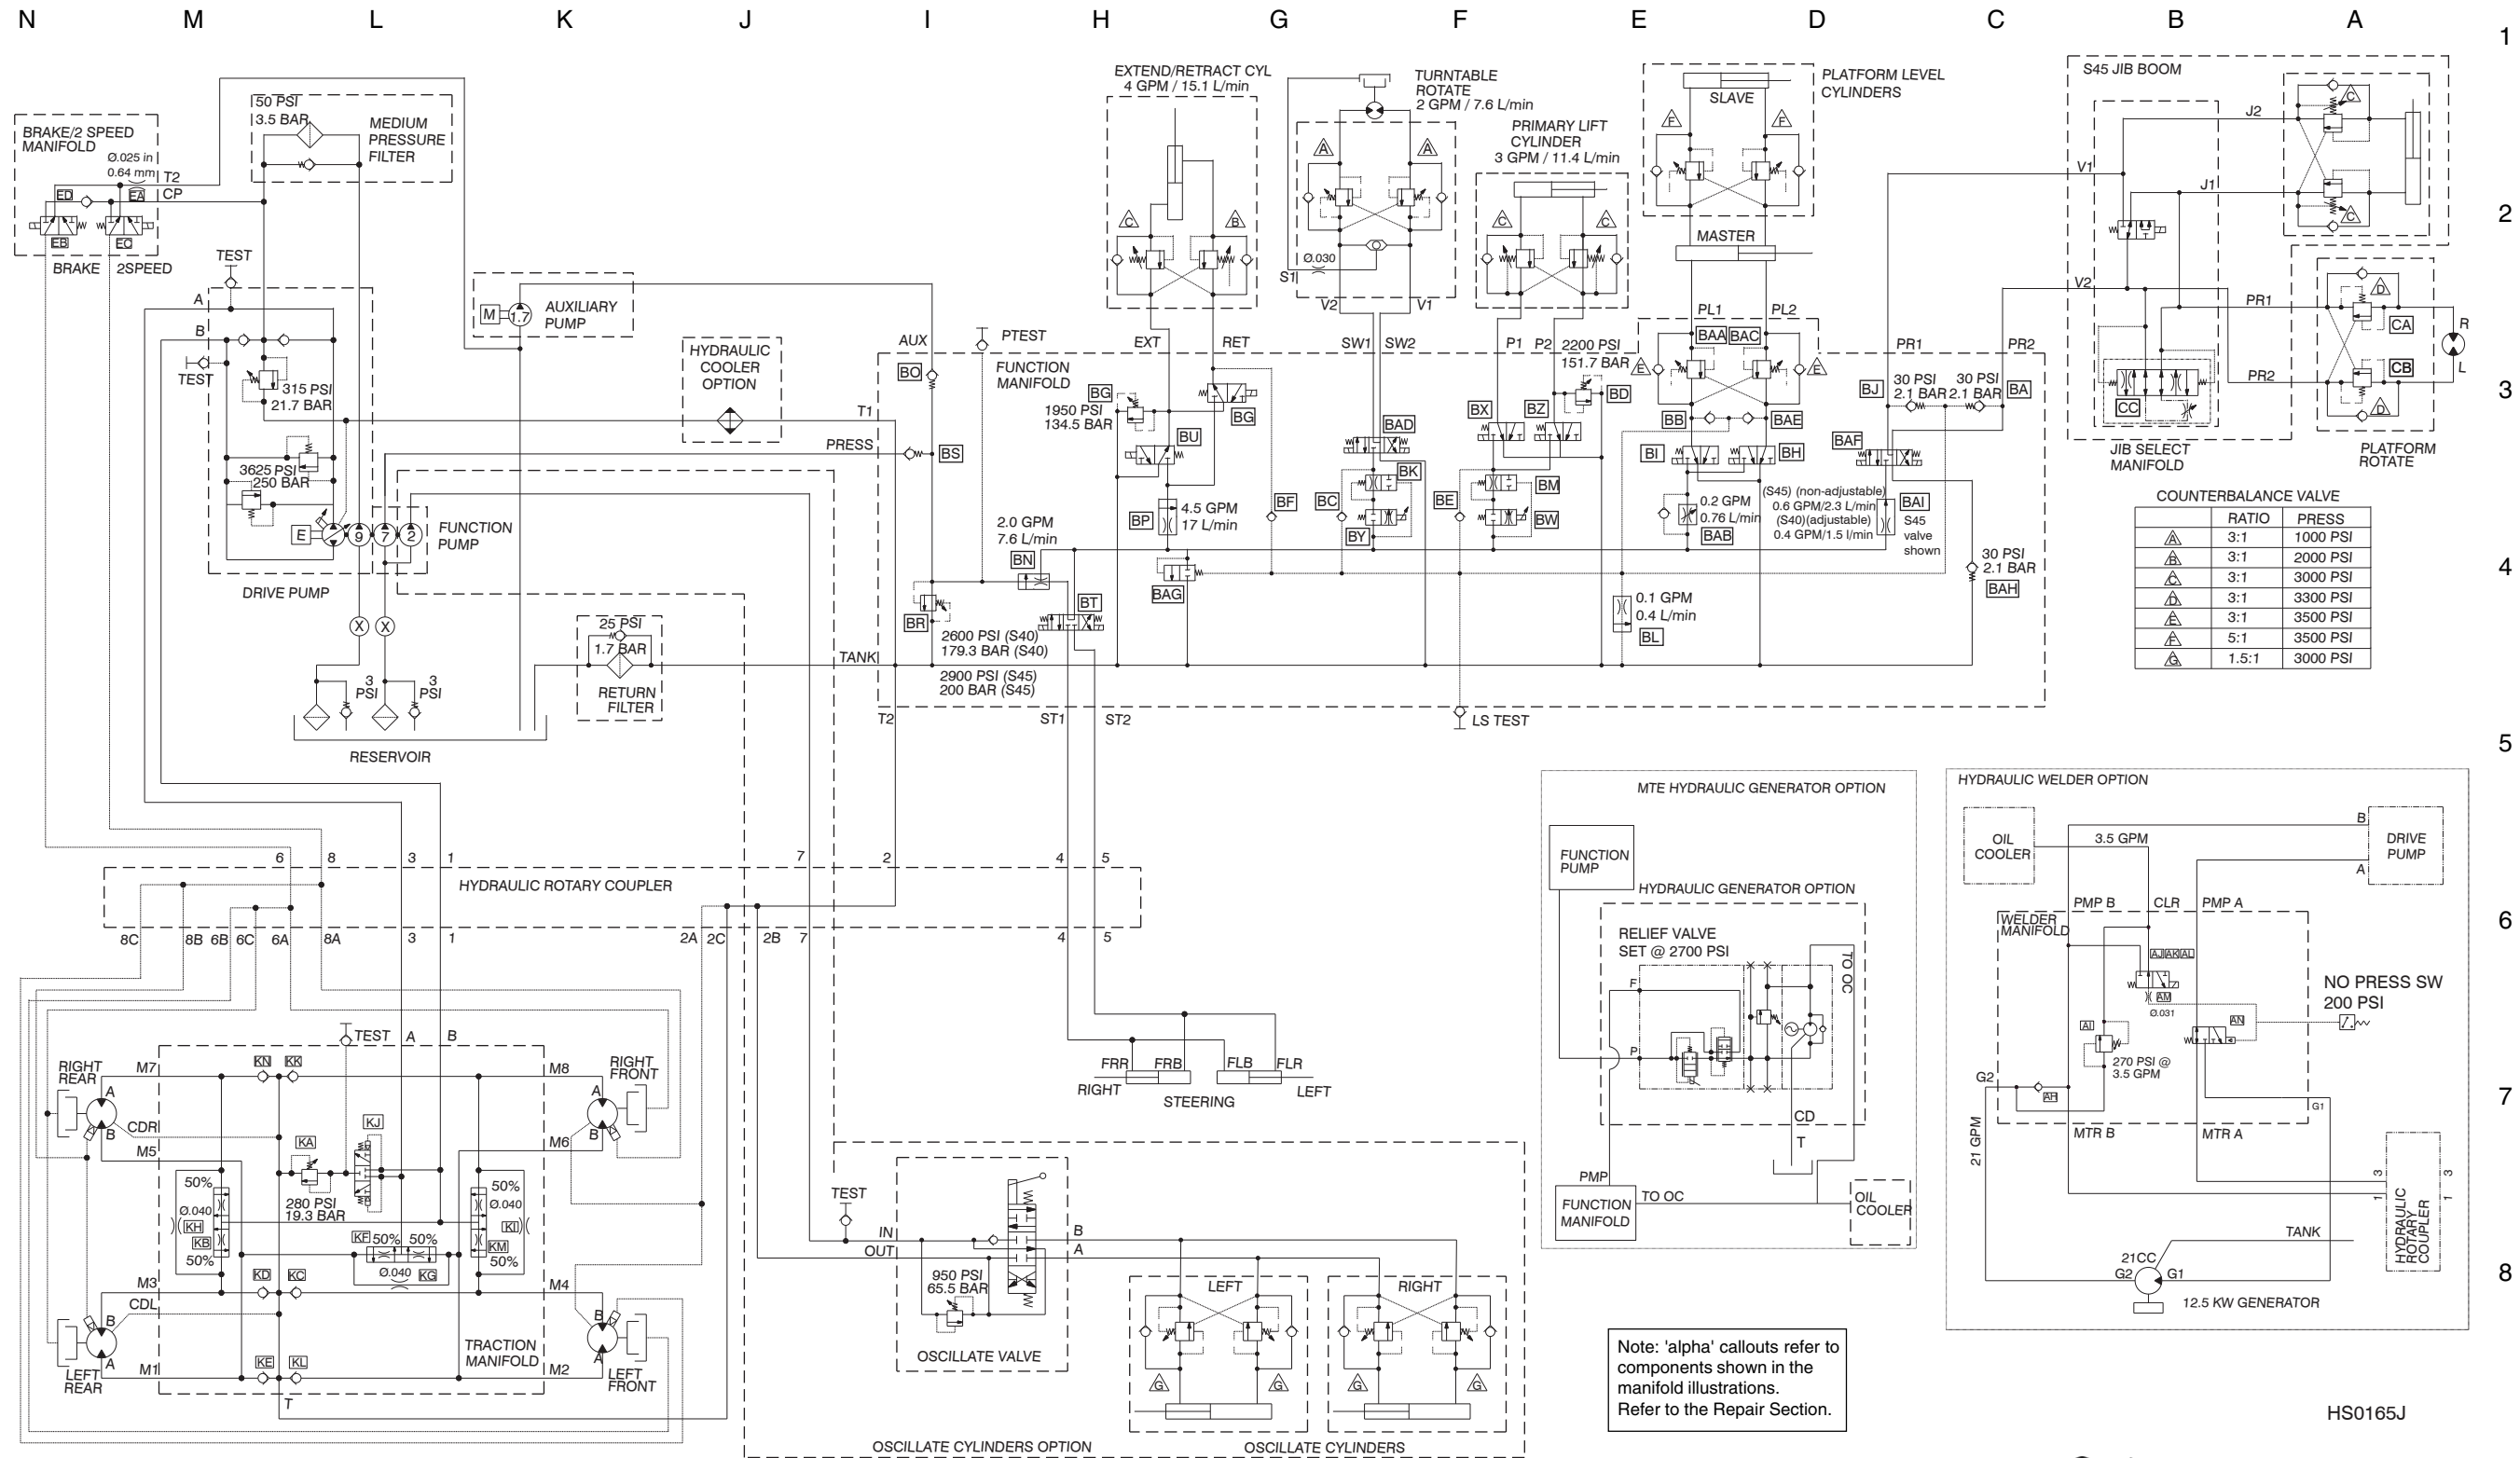 N M L K J I H G F E D C B A
1
2
3
4
5
6
7
8
BRAKE/2 SPEED
MANIFOLD
Ø.025 in
0.64 mm
T2
CP
ED
EA
EB
EC
BRAKE 2SPEED
50 PSI
3.5 BAR
MEDIUM
PRESSURE
FILTER
TEST
A
B
TEST
315 PSI
21.7 BAR
3625 PSI
250 BAR
E
9
7
2
FUNCTION
PUMP
DRIVE PUMP
M
1.7
AUXILIARY
PUMP
HYDRAULIC
COOLER
OPTION
T1
PRESS
X
X
3
PSI
3
PSI
RESERVOIR
25 PSI
1.7 BAR
RETURN
FILTER
TANK
AUX
PTEST
BO
FUNCTION
MANIFOLD
BS
2.0 GPM
7.6 L/min
BN
BR
2600 PSI (S40)
179.3 BAR (S40)
2900 PSI (S45)
200 BAR (S45)
BT
T2
ST1
ST2
EXTEND/RETRACT CYL
4 GPM / 15.1 L/min
C
B
EXT
RET
BG
1950 PSI
134.5 BAR
BG
BU
BP
4.5 GPM
17 L/min
BAG
BF
TURNTABLE
ROTATE
2 GPM / 7.6 L/min
A
A
Ø.030
S1
V2
V1
SW1
SW2
BAD
BK
BC
BY
PRIMARY LIFT
CYLINDER
3 GPM / 11.4 L/min
C
C
P1
P2
2200 PSI
151.7 BAR
BD
BX
BZ
BE
BM
BW
LS TEST
PLATFORM LEVEL
CYLINDERS
SLAVE
F
F
MASTER
PL1
PL2
BAA
BAC
E
E
BB
BAE
BI
BH
0.2 GPM
0.76 L/min
BAB
0.1 GPM
0.4 L/min
BL
(S45) (non-adjustable)
0.6 GPM/2.3 L/min
(S40)(adjustable)
0.4 GPM/1.5 l/min
BAI
S45
valve
shown
PR1
PR2
BJ
30 PSI
2.1 BAR
30 PSI
2.1 BAR
BA
BAF
30 PSI
2.1 BAR
BAH
S45 JIB BOOM
J2
V1
J1
V2
C
C
PR1
PR2
CC
JIB SELECT
MANIFOLD
D
CA
CB
D
R
L
PLATFORM
ROTATE
COUNTERBALANCE VALVE
RATIO PRESS
A 3:1 1000 PSI
B 3:1 2000 PSI
C 3:1 3000 PSI
D 3:1 3300 PSI
E 3:1 3500 PSI
F 5:1 3500 PSI
G 1.5:1 3000 PSI
6 8 3 1 7 2 4 5
HYDRAULIC ROTARY COUPLER
8C 8B 6B 6C 6A 8A 3 1 2A 2C 2B 7 4 5
TEST
A
B
RIGHT
REAR
M7
KN
KK
M8
RIGHT
FRONT
A
B
CDR
M5
A
B
M6
KA
KJ
280 PSI
19.3 BAR
50%
Ø.040
KH
KB
50%
KF
50%
50%
Ø.040
KG
50%
Ø.040
KI
KM
50%
M3
KD
KC
M4
CDL
B
A
B
A
LEFT
REAR
M1
KE
KL
M2
LEFT
FRONT
TRACTION
MANIFOLD
T
FRR
FRB
FLB
FLR
RIGHT
LEFT
STEERING
TEST
IN
OUT
B
A
950 PSI
65.5 BAR
OSCILLATE VALVE
LEFT
RIGHT
G
G
G
G
OSCILLATE CYLINDERS OPTION
OSCILLATE CYLINDERS
MTE HYDRAULIC GENERATOR OPTION
FUNCTION
PUMP
HYDRAULIC GENERATOR OPTION
RELIEF VALVE
SET @ 2700 PSI
TO OC
F
P
CD
T
PMP
FUNCTION
MANIFOLD
TO OC
OIL
COOLER
HYDRAULIC WELDER OPTION
OIL
COOLER
3.5 GPM
B
DRIVE
PUMP
A
PMP B
CLR
PMP A
WELDER
MANIFOLD
AJ AK AL
AM
Ø.031
AN
AI
270 PSI @
3.5 GPM
NO PRESS SW
200 PSI
G2
AH
G1
21 GPM
MTR B
MTR A
3
1
3
1
HYDRAULIC
ROTARY
COUPLER
TANK
21CC
G2
G1
12.5 KW GENERATOR
Note: 'alpha' callouts refer to
components shown in the
manifold illustrations.
Refer to the Repair Section.
HS0165J